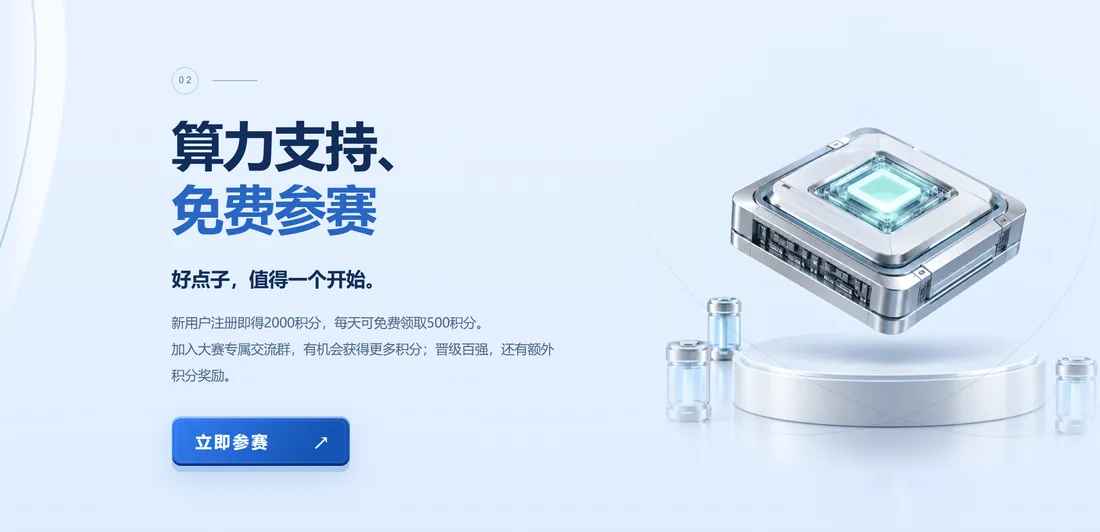 02
算力支持、
免费参赛
好点子，值得一个开始。
新用户注册即得2000积分，每天可免费领取500积分。
加入大赛专属交流群，有机会获得更多积分；晋级百强，还有额外
积分奖励。
立即参赛 ↗